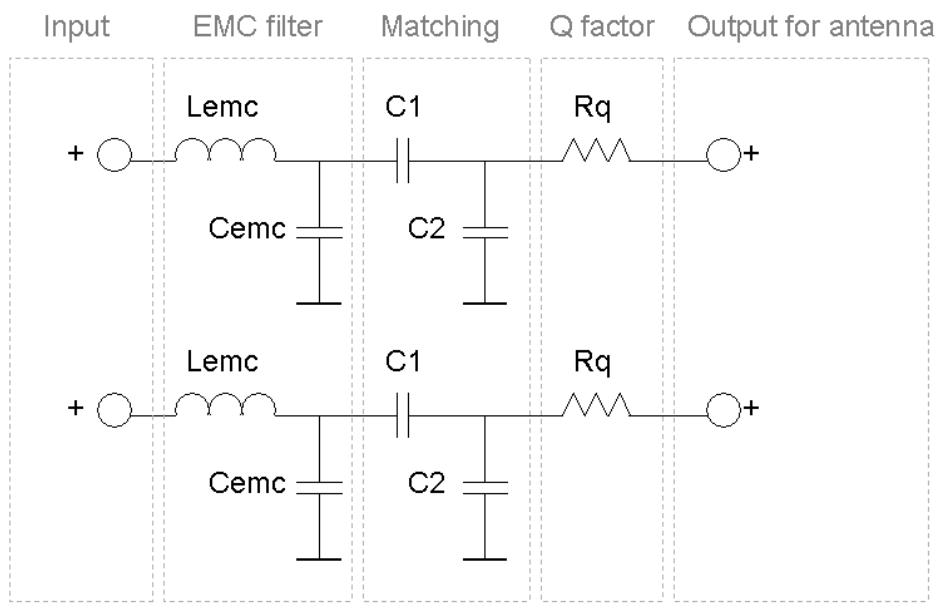 Input EMC filter Matching Q factor Output for antenna
Lemc C1 Rq
+ +
Cemc C2
Lemc C1 Rq
+ +
Cemc C2